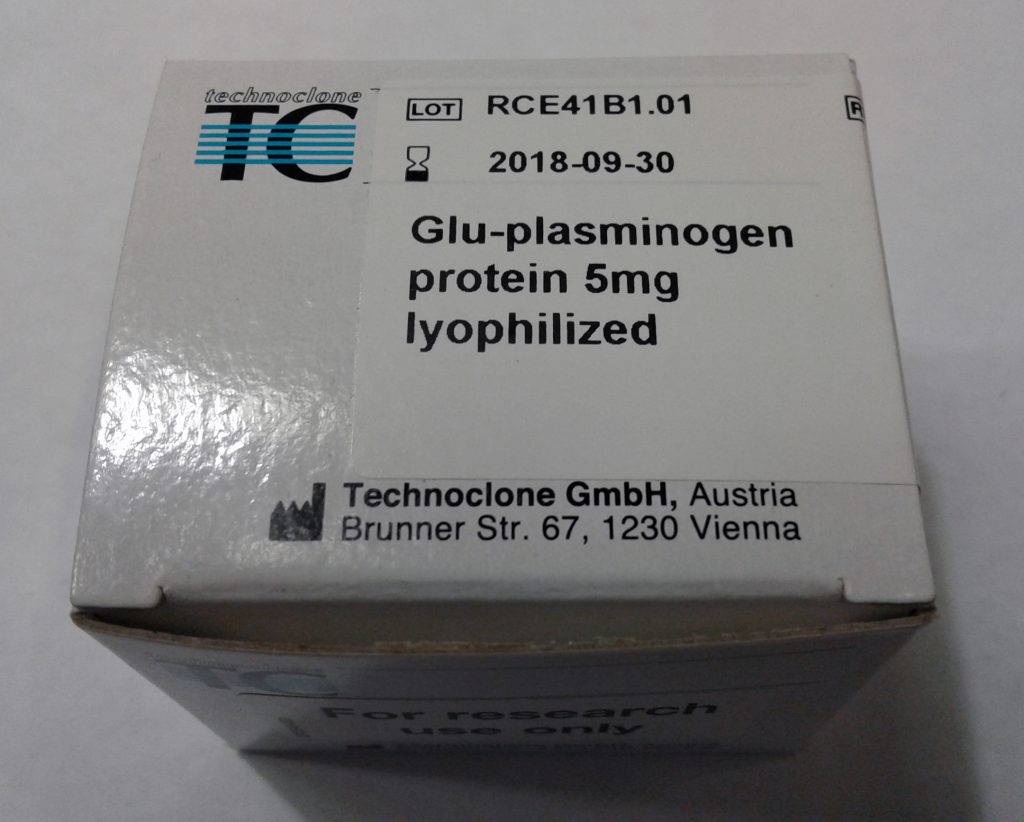 technoclone
TC
LOT RCE41B1.01
2018-09-30
Glu-plasminogen
protein 5mg
lyophilized
Technoclone GmbH, Austria
Brunner Str. 67, 1230 Vienna
TC
For research
use only